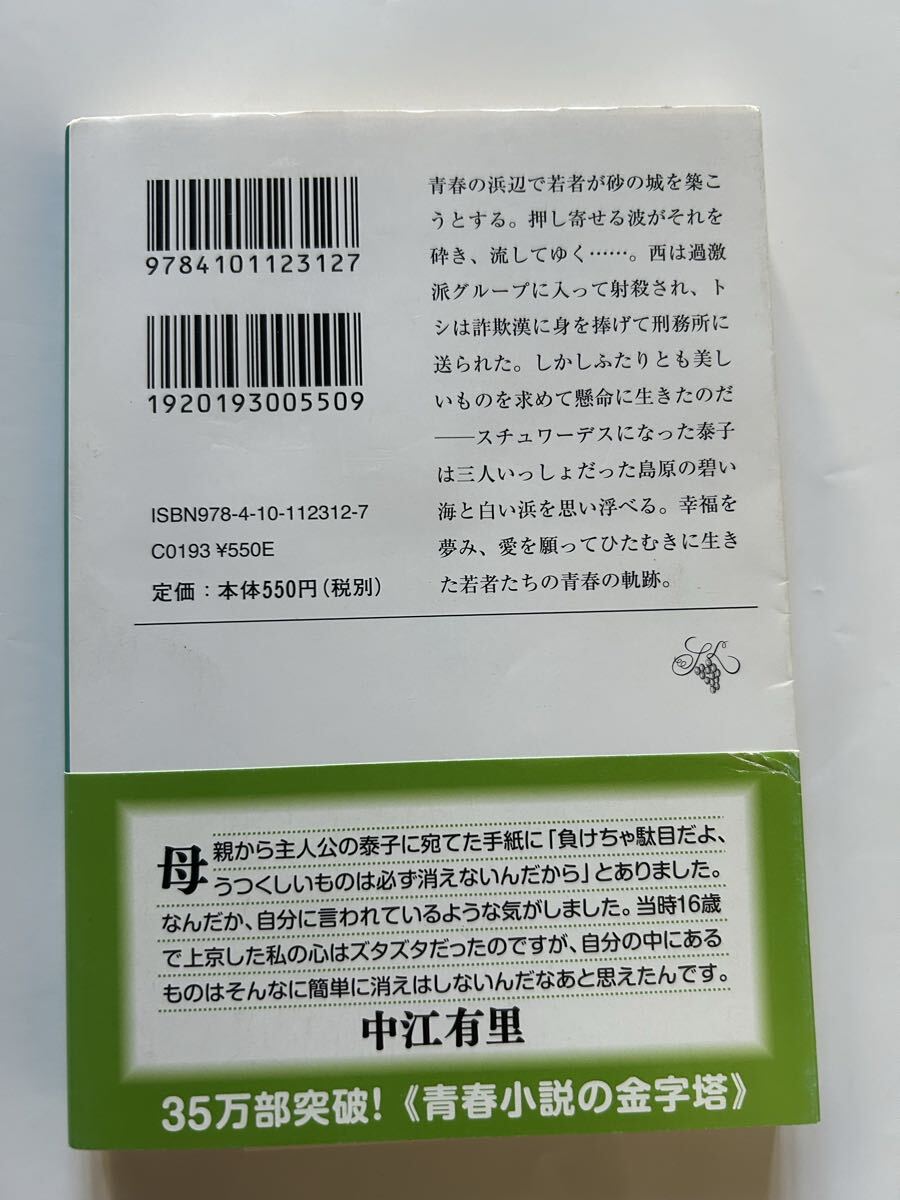 9784101123127
1920193005509
ISBN978-4-10-112312-7
C0193 ¥550E
定価：本体550円(税別)
青春の浜辺で若者が砂の城を築こ
うとする。押し寄せる波がそれを
砕き、流してゆく……。西は過激
派グループに入って射殺され、ト
シは詐欺漢に身を捧げて刑務所に
送られた。しかしふたりとも美し
いものを求めて懸命に生きたのだ
――スチュワーデスになった泰子
は三人いっしょだった島原の碧い
海と白い浜を思い浮べる。幸福を
夢み、愛を願ってひたむきに生き
た若者たちの青春の軌跡。
母親から主人公の泰子に宛てた手紙に「負けちゃ駄目だよ、
うつくしいものは必ず消えないんだから」とありました。
なんだか、自分に言われているような気がしました。当時16歳
で上京した私の心はズタズタだったのですが、自分の中にある
ものはそんなに簡単に消えはしないんだなあと思えたんです。
中江有里
35万部突破!《青春小説の金字塔》